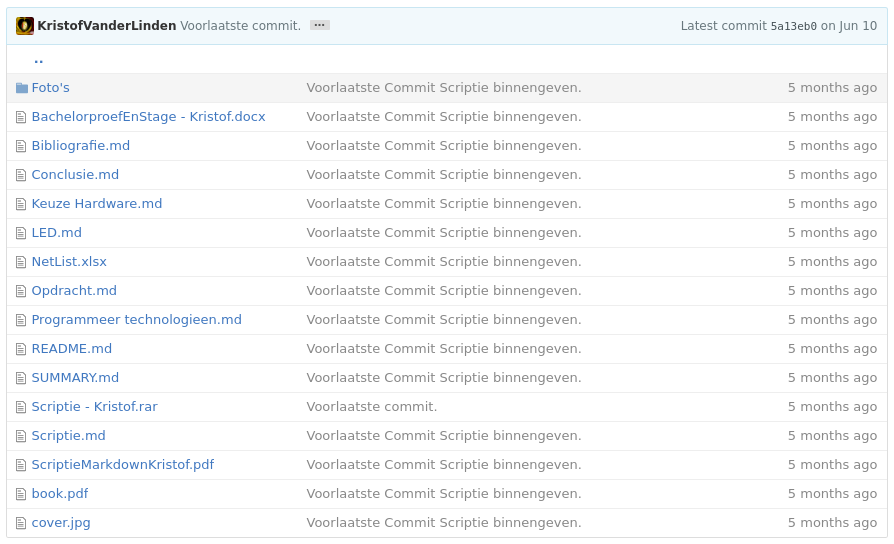 KristofVanderLinden Voorlaatste commit. ... Latest commit 5a13eb0 on Jun 10
..
Foto's Voorlaatste Commit Scriptie binnengeven. 5 months ago
BachelorproefEnStage - Kristof.docx Voorlaatste Commit Scriptie binnengeven. 5 months ago
Bibliografie.md Voorlaatste Commit Scriptie binnengeven. 5 months ago
Conclusie.md Voorlaatste Commit Scriptie binnengeven. 5 months ago
Keuze Hardware.md Voorlaatste Commit Scriptie binnengeven. 5 months ago
LED.md Voorlaatste Commit Scriptie binnengeven. 5 months ago
NetList.xlsx Voorlaatste Commit Scriptie binnengeven. 5 months ago
Opdracht.md Voorlaatste Commit Scriptie binnengeven. 5 months ago
Programmeer technologieen.md Voorlaatste Commit Scriptie binnengeven. 5 months ago
README.md Voorlaatste Commit Scriptie binnengeven. 5 months ago
SUMMARY.md Voorlaatste Commit Scriptie binnengeven. 5 months ago
Scriptie - Kristof.rar Voorlaatste commit. 5 months ago
Scriptie.md Voorlaatste Commit Scriptie binnengeven. 5 months ago
ScriptieMarkdownKristof.pdf Voorlaatste Commit Scriptie binnengeven. 5 months ago
book.pdf Voorlaatste Commit Scriptie binnengeven. 5 months ago
cover.jpg Voorlaatste Commit Scriptie binnengeven. 5 months ago